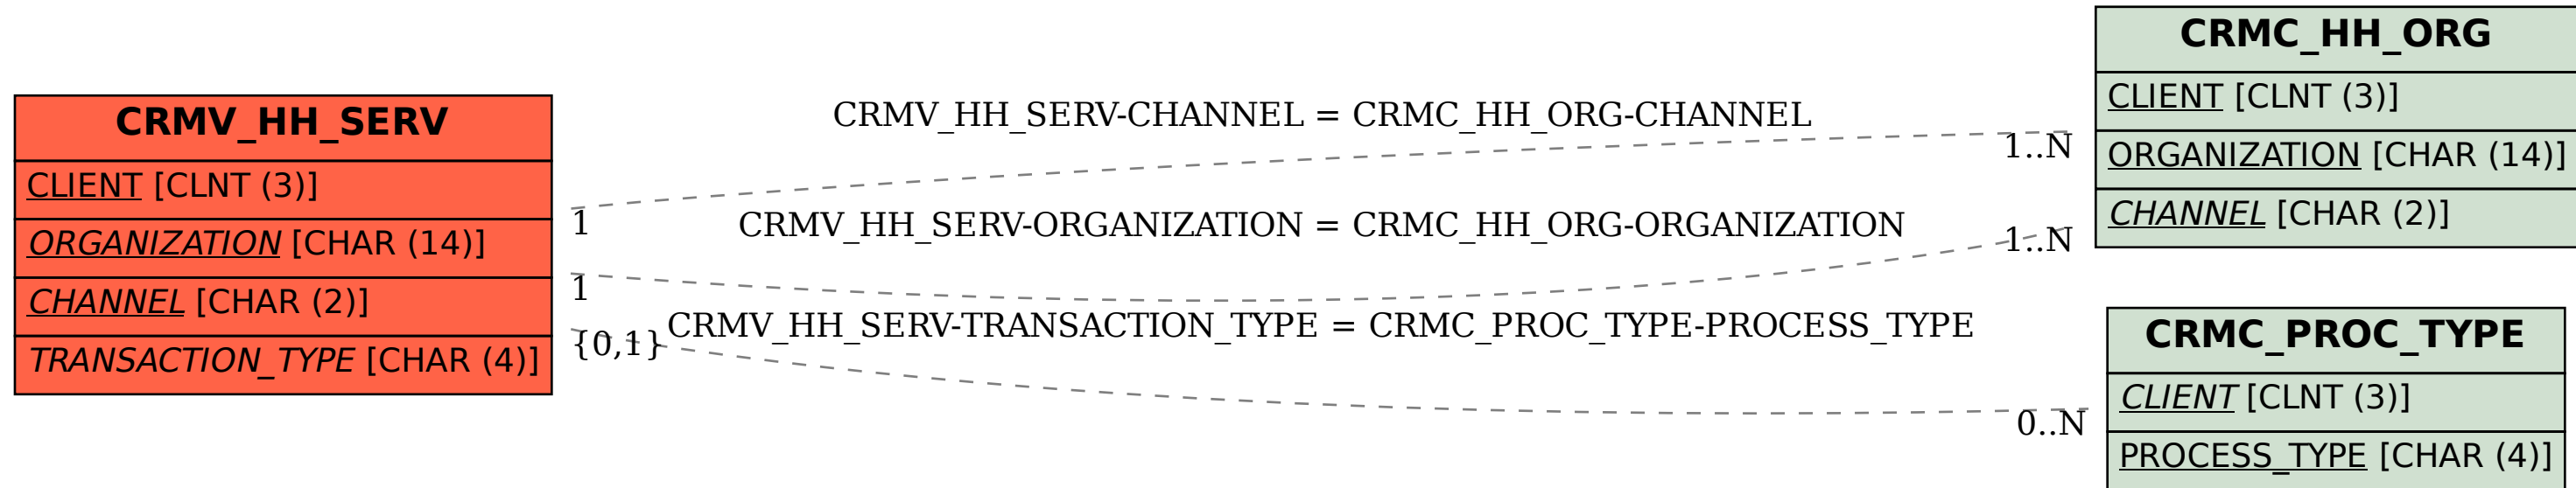 CRMV_HH_SERV
CLIENT [CLNT (3)]
ORGANIZATION [CHAR (14)]
CHANNEL [CHAR (2)]
TRANSACTION_TYPE [CHAR (4)]
CRMV_HH_SERV-CHANNEL = CRMC_HH_ORG-CHANNEL
1
1..N
CRMV_HH_SERV-ORGANIZATION = CRMC_HH_ORG-ORGANIZATION
1
1..N
CRMV_HH_SERV-TRANSACTION_TYPE = CRMC_PROC_TYPE-PROCESS_TYPE
{0,1}
0..N
CRMC_HH_ORG
CLIENT [CLNT (3)]
ORGANIZATION [CHAR (14)]
CHANNEL [CHAR (2)]
CRMC_PROC_TYPE
CLIENT [CLNT (3)]
PROCESS_TYPE [CHAR (4)]